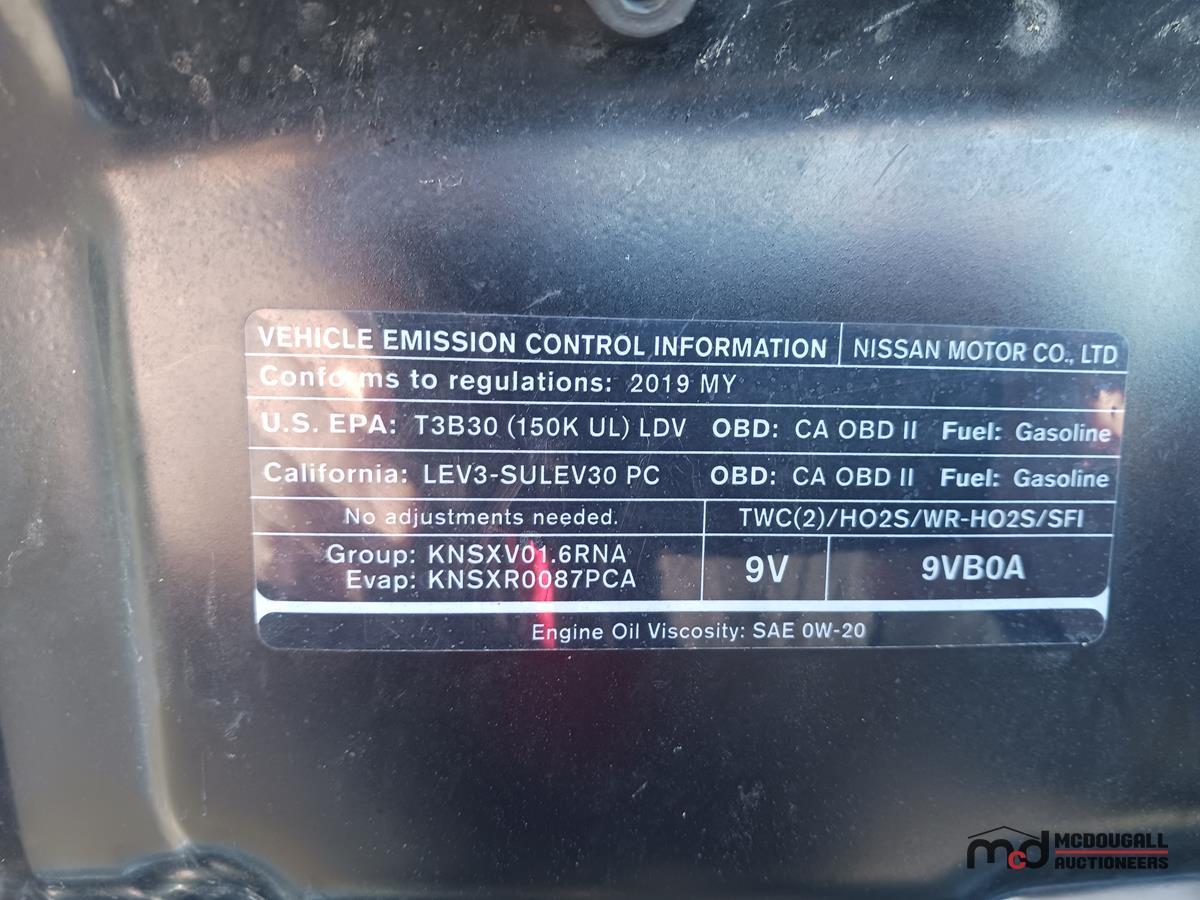 VEHICLE EMISSION CONTROL INFORMATION NISSAN MOTOR CO., LTD
Conforms to regulations: 2019 MY
U.S. EPA: T3B30 (150K UL) LDV OBD: CA OBD II Fuel: Gasoline
California: LEV3-SULEV30 PC OBD: CA OBD II Fuel: Gasoline
No adjustments needed. TWC(2)/HO2S/WR-HO2S/SFI
Group: KNSXV01.6RNA
Evap: KNSXR0087PCA
9V 9VB0A
Engine Oil Viscosity: SAE 0W-20
mcd MCDOUGALL
AUCTIONEERS